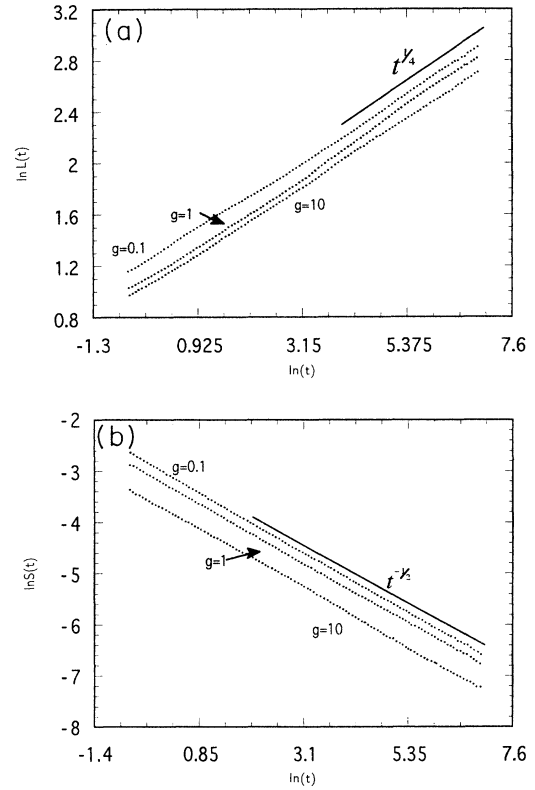 (a)
3.2
2.8
2.4
2
1.6
1.2
0.8
ln L(t)
t^1/4
g=1
g=10
g=0.1
-1.3 0.925 3.15 5.375 7.6
ln(t)
(b)
-2
-3
-4
-5
-6
-7
-8
lnS(t)
g=0.1
g=1
t^-1/2
g=10
-1.4 0.85 3.1 5.35 7.6
ln(t)